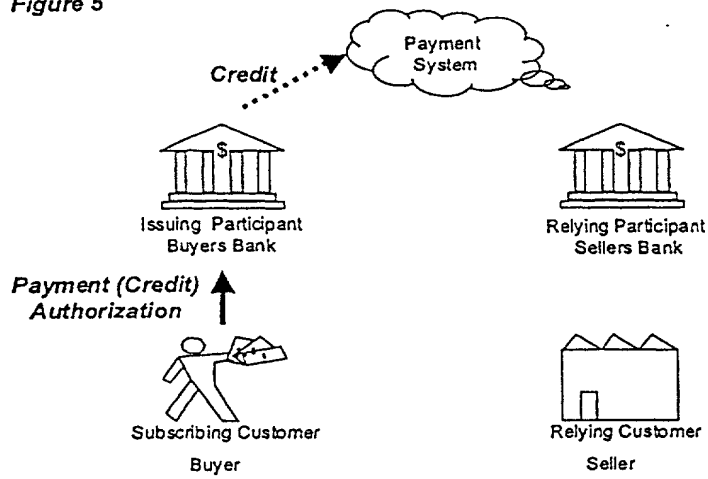 Figure 5
Payment
System
Credit
$
$
Issuing Participant
Buyers Bank
Relying Participant
Sellers Bank
Payment (Credit)
Authorization
Subscribing Customer
Buyer
Relying Customer
Seller